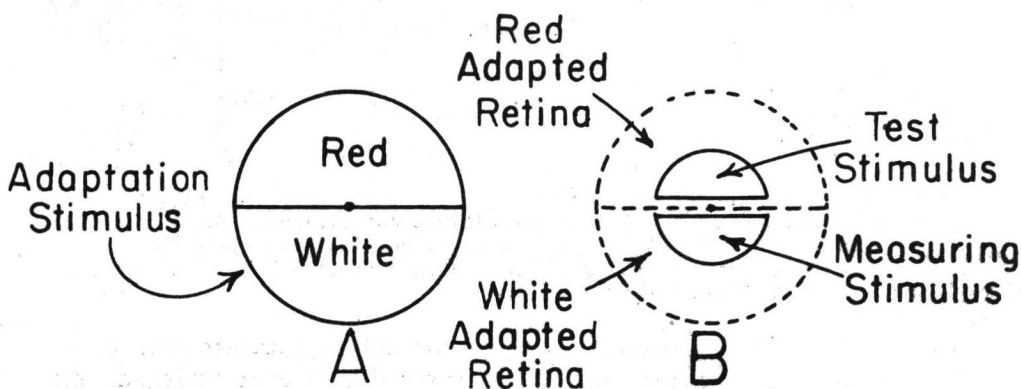 Adaptation
Stimulus
Red
White
A
Red
Adapted
Retina
Test
Stimulus
Measuring
Stimulus
White
Adapted
Retina
B